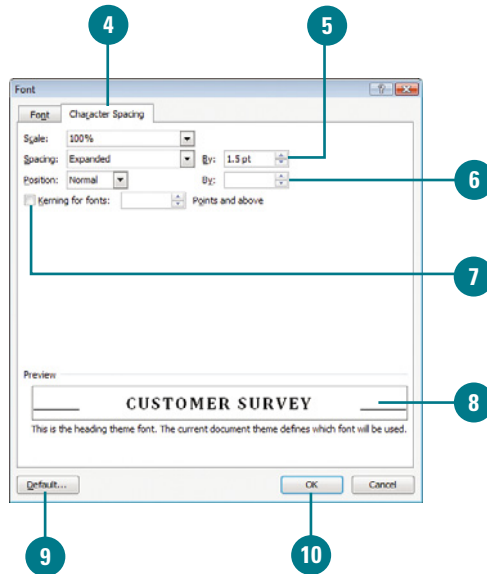 4
5
Font
Font
Character Spacing
Scale:
100%
Spacing:
Expanded
By:
1.5 pt
6
Position:
Normal
By:
Kerning for fonts:
Points and above
7
Preview
CUSTOMER SURVEY
8
This is the heading theme font. The current document theme defines which font will be used.
Default...
OK
Cancel
9
10